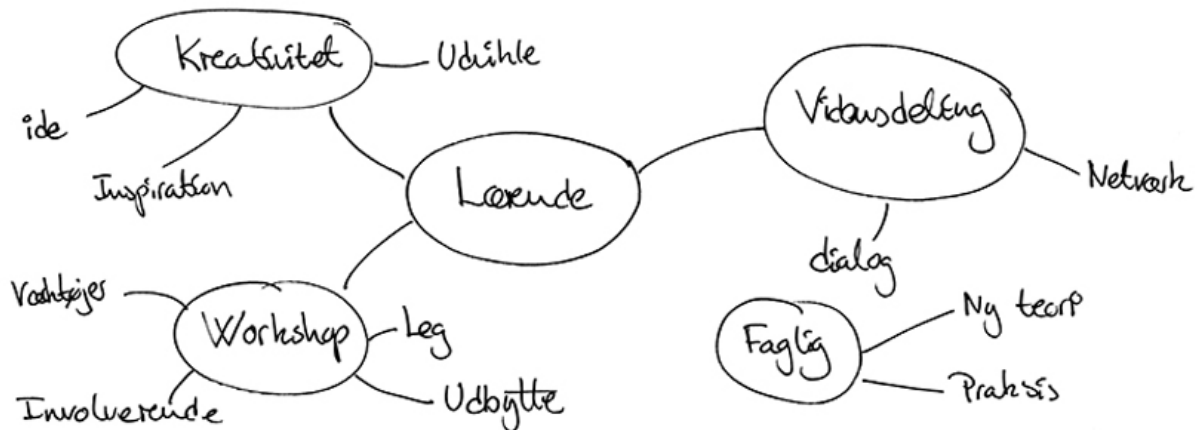 Kreativitet
Udvikle
ide
Inspiration
Lærende
Vidensdeling
Netværk
dialog
Værktøjer
Workshop
Leg
Involverende
Udbytte
Faglig
Ny teori
Praksis